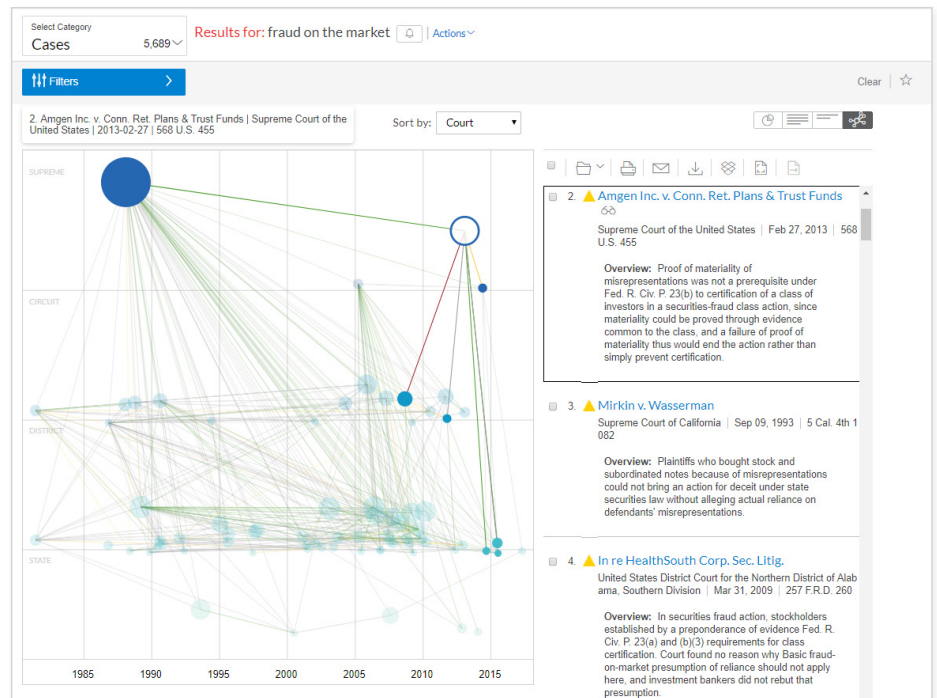 Select Category
Cases 5,689
Results for: fraud on the market
Actions
Filters
Clear
2. Amgen Inc. v. Conn. Ret. Plans & Trust Funds | Supreme Court of the
United States | 2013-02-27 | 568 U.S. 455
Sort by: Court
SUPREME
CIRCUIT
DISTRICT
STATE
1985 1990 1995 2000 2005 2010 2015
2. Amgen Inc. v. Conn. Ret. Plans & Trust Funds
Supreme Court of the United States | Feb 27, 2013 | 568
U.S. 455
Overview: Proof of materiality of
misrepresentations was not a prerequisite under
Fed. R. Civ. P. 23(b) to certification of a class of
investors in a securities-fraud class action, since
materiality could be proved through evidence
common to the class, and a failure of proof of
materiality thus would end the action rather than
simply prevent certification.
3. Mirkin v. Wasserman
Supreme Court of California | Sep 09, 1993 | 5 Cal. 4th 1
082
Overview: Plaintiffs who bought stock and
subordinated notes because of misrepresentations
could not bring an action for deceit under state
securities law without alleging actual reliance on
defendants' misrepresentations.
4. In re HealthSouth Corp. Sec. Litig.
United States District Court for the Northern District of Alab
ama, Southern Division | Mar 31, 2009 | 257 F.R.D. 260
Overview: In securities fraud action, stockholders
established by a preponderance of evidence Fed. R.
Civ. P. 23(a) and (b)(3) requirements for class
certification. Court found no reason why Basic fraud-
on-market presumption of reliance should not apply
here, and investment bankers did not rebut that
presumption.